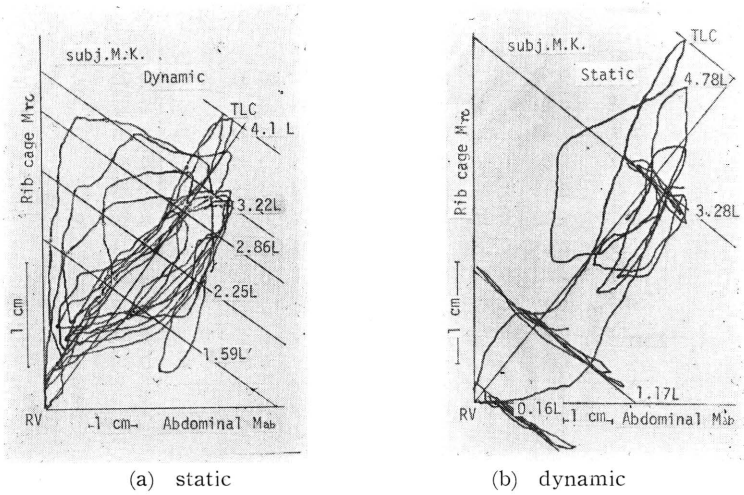 subj.M.K.
Dynamic
Rib cage Mrc
TLC
4.1 L
3.22L
2.86L
2.25L
1.59L
1 cm
RV
1 cm
Abdominal Mab
(a) static
subj.M.K.
Static
Rib cage Mrc
TLC
4.78L
3.28L
1.17L
0.16L
1 cm
RV
1 cm
Abdominal Mab
(b) dynamic